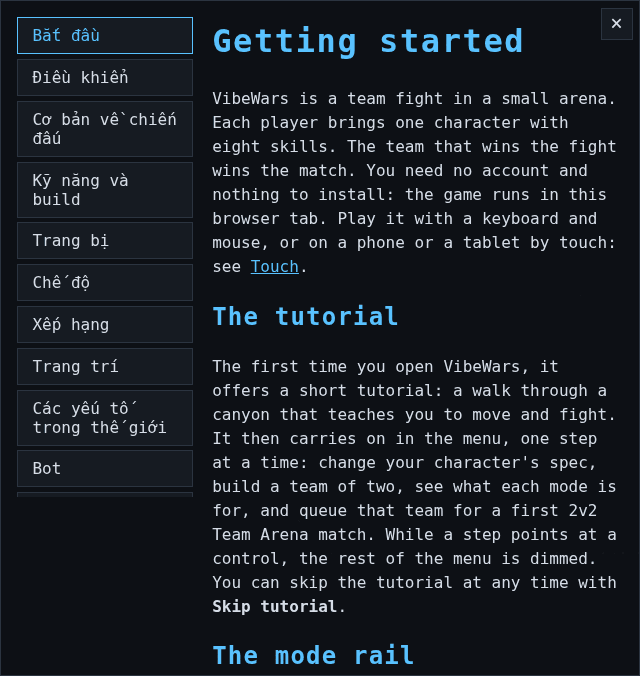 Bắt đầu
Điều khiển
Cơ bản về chiến
đấu
Kỹ năng và
build
Trang bị
Chế độ
Xếp hạng
Trang trí
Các yếu tố
trong thế giới
Bot
×
Getting started
VibeWars is a team fight in a small arena.
Each player brings one character with
eight skills. The team that wins the fight
wins the match. You need no account and
nothing to install: the game runs in this
browser tab. Play it with a keyboard and
mouse, or on a phone or a tablet by touch:
see Touch.
The tutorial
The first time you open VibeWars, it
offers a short tutorial: a walk through a
canyon that teaches you to move and fight.
It then carries on in the menu, one step
at a time: change your character's spec,
build a team of two, see what each mode is
for, and queue that team for a first 2v2
Team Arena match. While a step points at a
control, the rest of the menu is dimmed.
You can skip the tutorial at any time with
Skip tutorial.
The mode rail